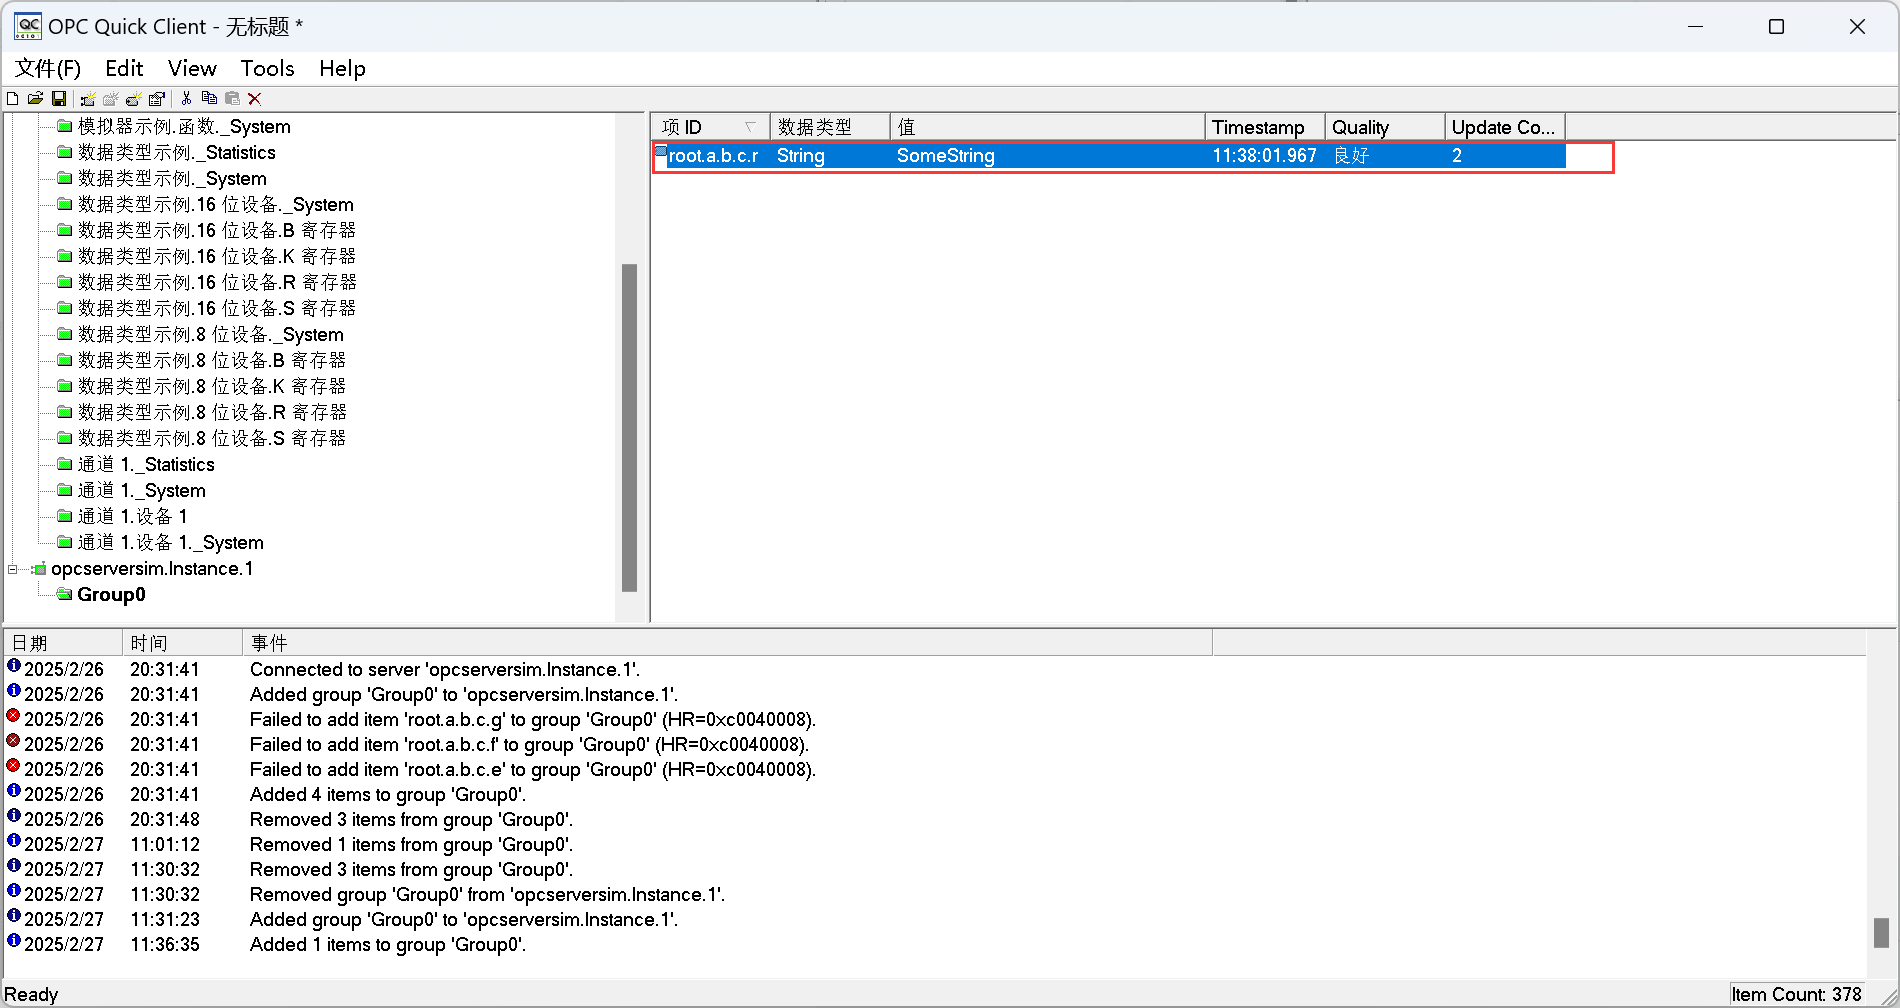 OPC Quick Client - 无标题 *
文件(F) Edit View Tools Help
模拟器示例.函数._System
数据类型示例._Statistics
数据类型示例._System
数据类型示例.16 位设备._System
数据类型示例.16 位设备.B 寄存器
数据类型示例.16 位设备.K 寄存器
数据类型示例.16 位设备.R 寄存器
数据类型示例.16 位设备.S 寄存器
数据类型示例.8 位设备._System
数据类型示例.8 位设备.B 寄存器
数据类型示例.8 位设备.K 寄存器
数据类型示例.8 位设备.R 寄存器
数据类型示例.8 位设备.S 寄存器
通道 1._Statistics
通道 1._System
通道 1.设备 1
通道 1.设备 1._System
opcserversim.Instance.1
Group0
项 ID 数据类型 值 Timestamp Quality Update Co...
root.a.b.c.r String SomeString 11:38:01.967 良好 2
日期 时间 事件
2025/2/26 20:31:41 Connected to server 'opcserversim.Instance.1'.
2025/2/26 20:31:41 Added group 'Group0' to 'opcserversim.Instance.1'.
2025/2/26 20:31:41 Failed to add item 'root.a.b.c.g' to group 'Group0' (HR=0xc0040008).
2025/2/26 20:31:41 Failed to add item 'root.a.b.c.f' to group 'Group0' (HR=0xc0040008).
2025/2/26 20:31:41 Failed to add item 'root.a.b.c.e' to group 'Group0' (HR=0xc0040008).
2025/2/26 20:31:41 Added 4 items to group 'Group0'.
2025/2/26 20:31:48 Removed 3 items from group 'Group0'.
2025/2/27 11:01:12 Removed 1 items from group 'Group0'.
2025/2/27 11:30:32 Removed 3 items from group 'Group0'.
2025/2/27 11:30:32 Removed group 'Group0' from 'opcserversim.Instance.1'.
2025/2/27 11:31:23 Added group 'Group0' to 'opcserversim.Instance.1'.
2025/2/27 11:36:35 Added 1 items to group 'Group0'.
Ready Item Count: 378